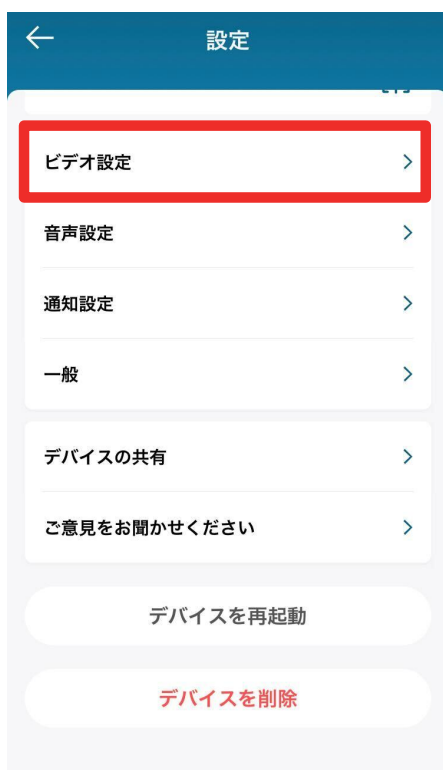 設定
ビデオ設定
音声設定
通知設定
一般
デバイスの共有
ご意見をお聞かせください
デバイスを再起動
デバイスを削除